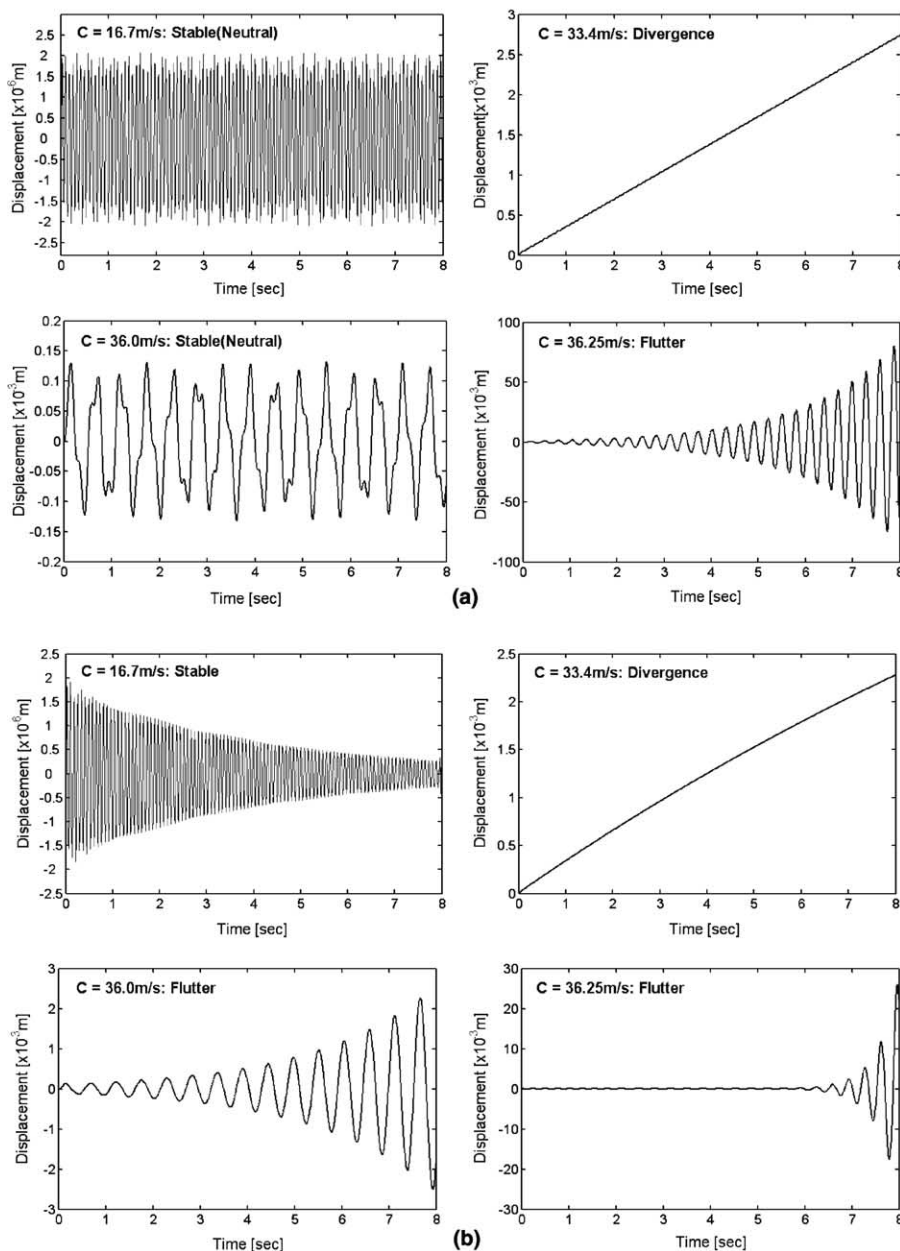 C = 16.7m/s: Stable(Neutral)
Displacement [x10⁻⁶m]
2.5
2
1.5
1
0.5
0
-0.5
-1
-1.5
-2
-2.5
0 1 2 3 4 5 6 7 8
Time [sec]
C = 33.4m/s: Divergence
Displacement[x10⁻³m]
3
2.5
2
1.5
1
0.5
0
0 1 2 3 4 5 6 7 8
Time [sec]
C = 36.0m/s: Stable(Neutral)
Displacement [x10⁻³m]
0.2
0.15
0.1
0.05
0
-0.05
-0.1
-0.15
-0.2
0 1 2 3 4 5 6 7 8
Time [sec]
C = 36.25m/s: Flutter
Displacement [x10⁻³m]
100
50
0
-50
-100
0 1 2 3 4 5 6 7 8
Time [sec]
(a)
C = 16.7m/s: Stable
Displacement [x10⁻⁶m]
2.5
2
1.5
1
0.5
0
-0.5
-1
-1.5
-2
-2.5
0 1 2 3 4 5 6 7 8
Time [sec]
C = 33.4m/s: Divergence
Displacement [x10⁻³m]
2.5
2
1.5
1
0.5
0
0 1 2 3 4 5 6 7 8
Time [sec]
C = 36.0m/s: Flutter
Displacement [x10⁻³m]
3
2
1
0
-1
-2
-3
0 1 2 3 4 5 6 7 8
Time [sec]
C = 36.25m/s: Flutter
Displacement [x10⁻³m]
30
20
10
0
-10
-20
-30
0 1 2 3 4 5 6 7 8
Time [sec]
(b)